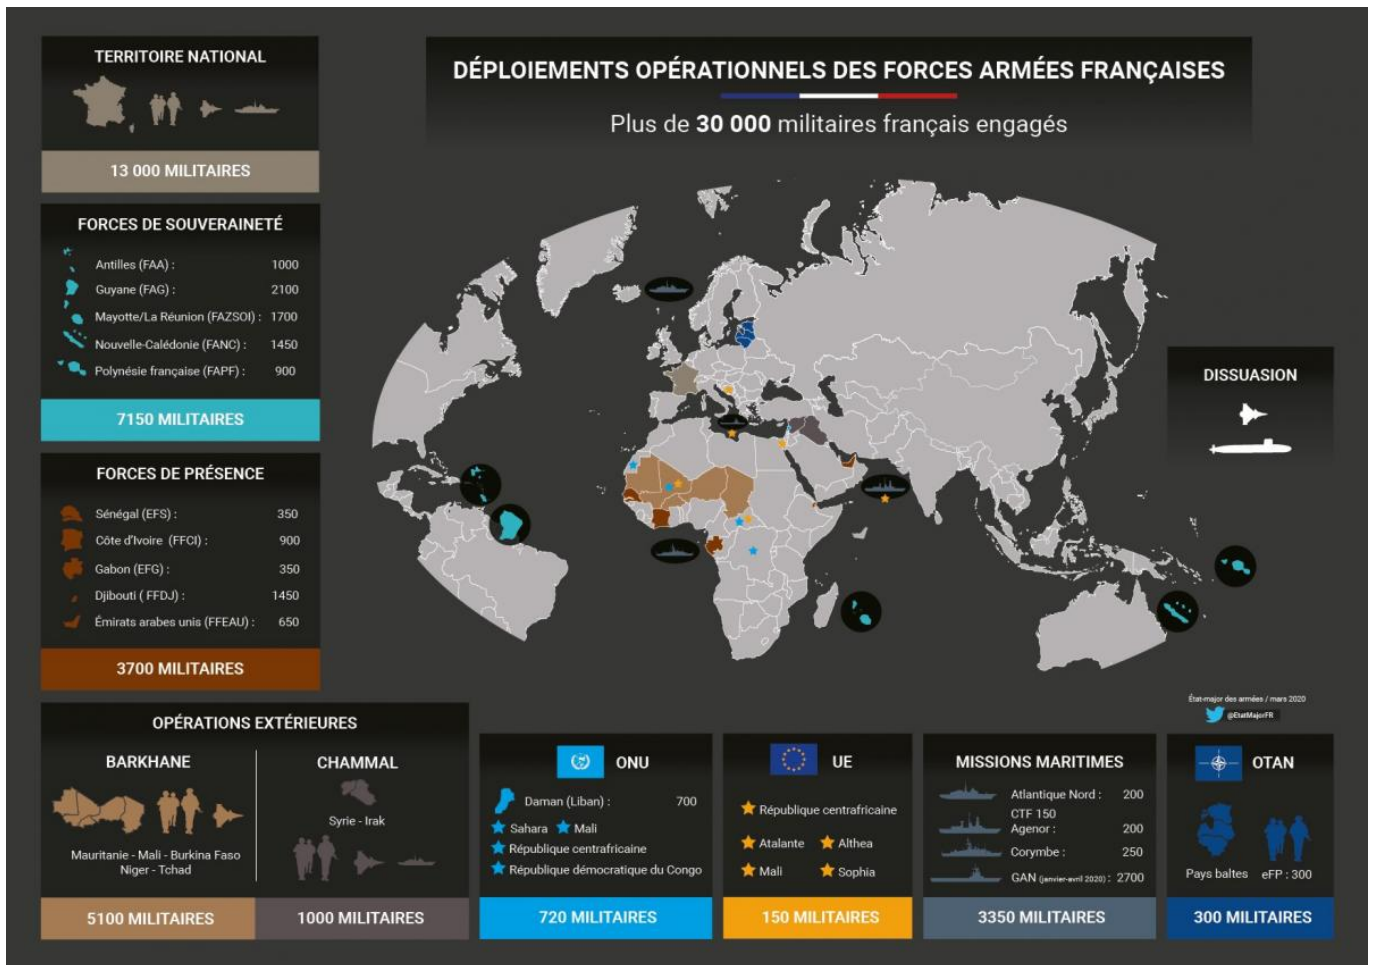 TERRITOIRE NATIONAL
13 000 MILITAIRES
DÉPLOIEMENTS OPÉRATIONNELS DES FORCES ARMÉES FRANÇAISES
Plus de 30 000 militaires français engagés
FORCES DE SOUVERAINETÉ
Antilles (FAA) : 1000
Guyane (FAG) : 2100
Mayotte/La Réunion (FAZSOI) : 1700
Nouvelle-Calédonie (FANC) : 1450
Polynésie française (FAPF) : 900
7150 MILITAIRES
FORCES DE PRÉSENCE
Sénégal (EFS) : 350
Côte d'Ivoire (FFCI) : 900
Gabon (EFG) : 350
Djibouti ( FFDJ) : 1450
Émirats arabes unis (FFEAU) : 650
3700 MILITAIRES
DISSUASION
État-major des armées / mars 2020
@EtatMajorFR
OPÉRATIONS EXTÉRIEURES
BARKHANE
Mauritanie - Mali - Burkina Faso
Niger - Tchad
5100 MILITAIRES
CHAMMAL
Syrie - Irak
1000 MILITAIRES
ONU
Daman (Liban) : 700
Sahara Mali
République centrafricaine
République démocratique du Congo
720 MILITAIRES
UE
République centrafricaine
Atalante Althea
Mali Sophia
150 MILITAIRES
MISSIONS MARITIMES
Atlantique Nord : 200
CTF 150
Agenor : 200
Corymbe : 250
GAN (janvier-avril 2020) : 2700
3350 MILITAIRES
OTAN
Pays baltes eFP : 300
300 MILITAIRES